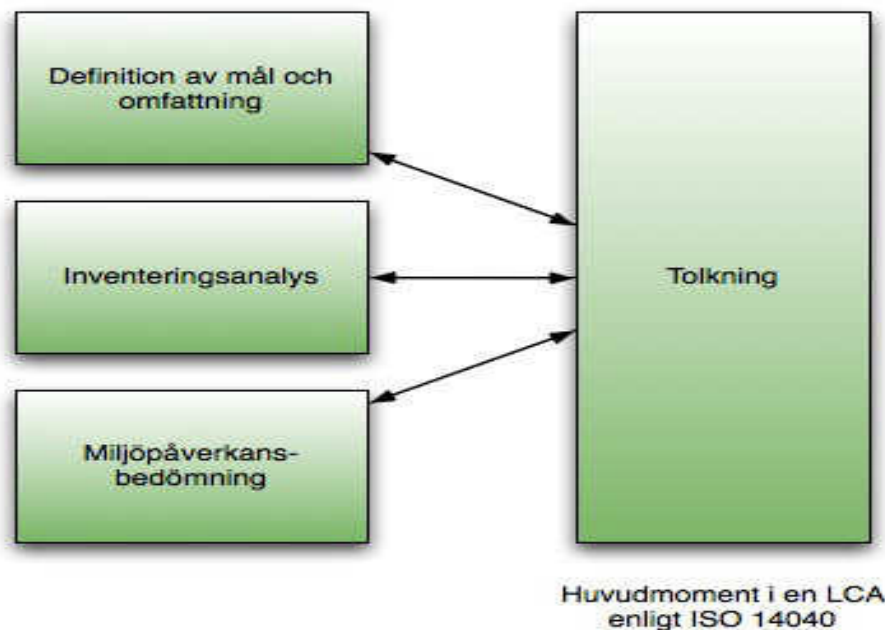 Definition av mål och
omfattning
Inventeringsanalys
Miljöpåverkans-
bedömning
Tolkning
Huvudmoment i en LCA
enligt ISO 14040